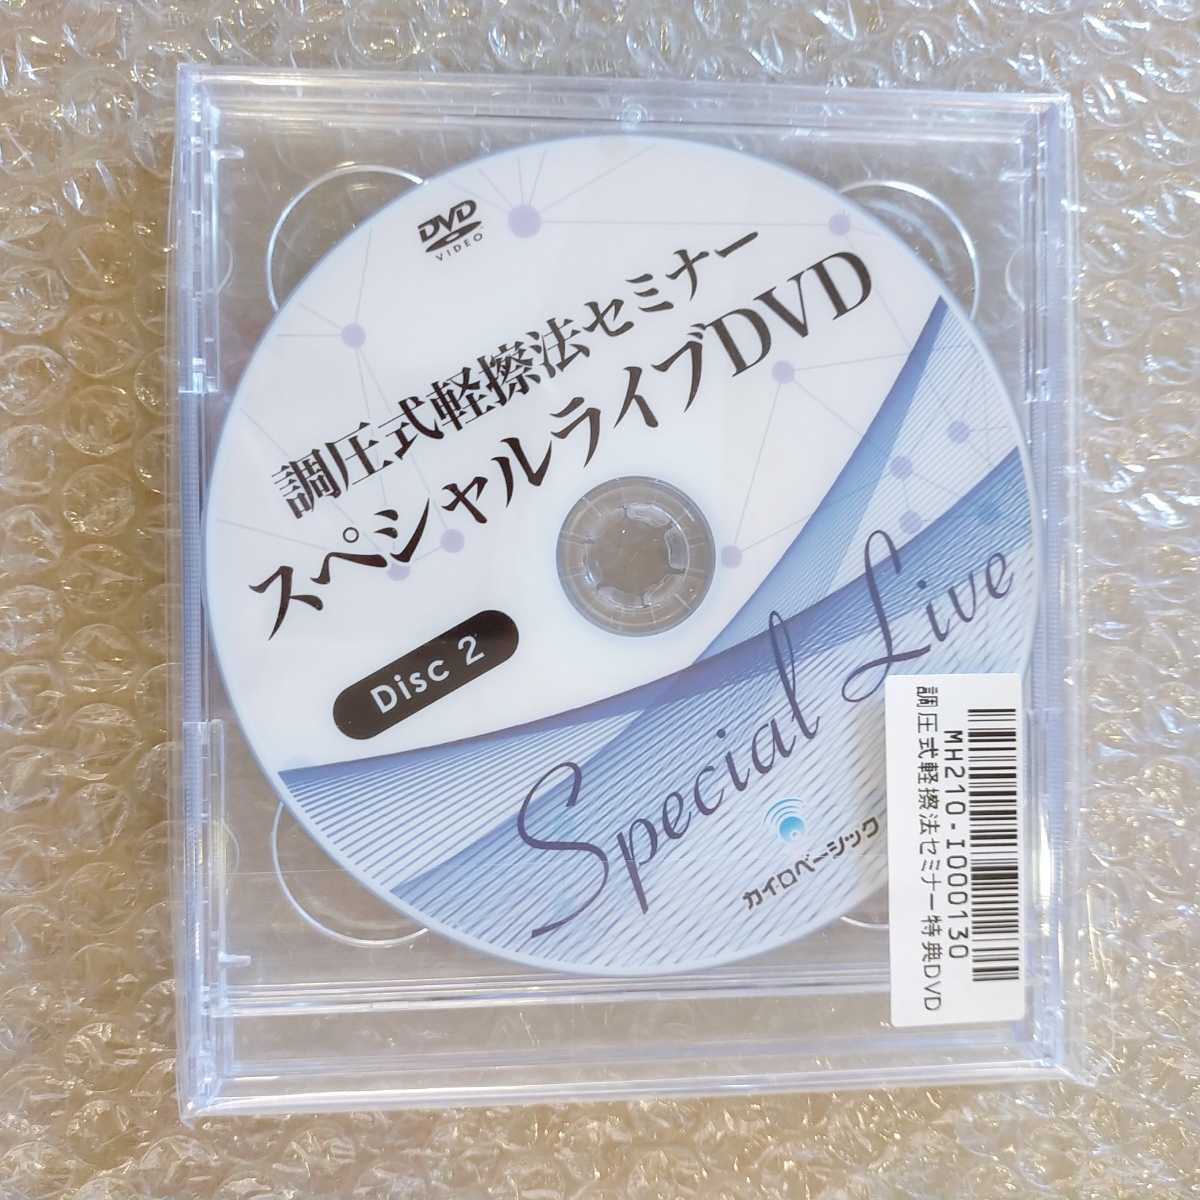 DVD
VIDEO
調圧式軽擦法セミナー
スペシャルライブDVD
Disc 2
Special Live
カイロベーシック
MH210-I0000130
調圧式軽擦法セミナー特典DVD